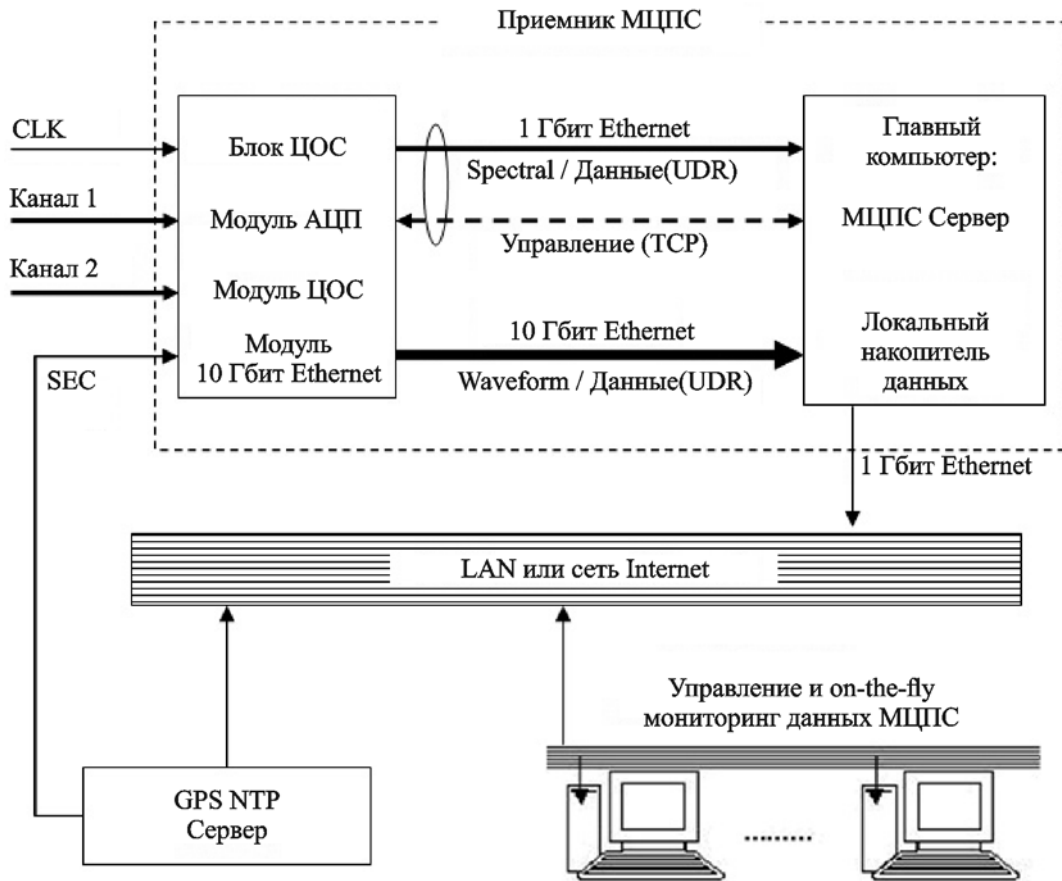 Приемник МЦПС
CLK
Канал 1
Канал 2
SEC
Блок ЦОС
Модуль АЦП
Модуль ЦОС
Модуль
10 Гбит Ethernet
1 Гбит Ethernet
Spectral / Данные(UDR)
Управление (TCP)
10 Гбит Ethernet
Waveform / Данные(UDR)
Главный
компьютер:
МЦПС Сервер
Локальный
накопитель
данных
1 Гбит Ethernet
LAN или сеть Internet
Управление и on-the-fly
мониторинг данных МЦПС
GPS NTP
Сервер